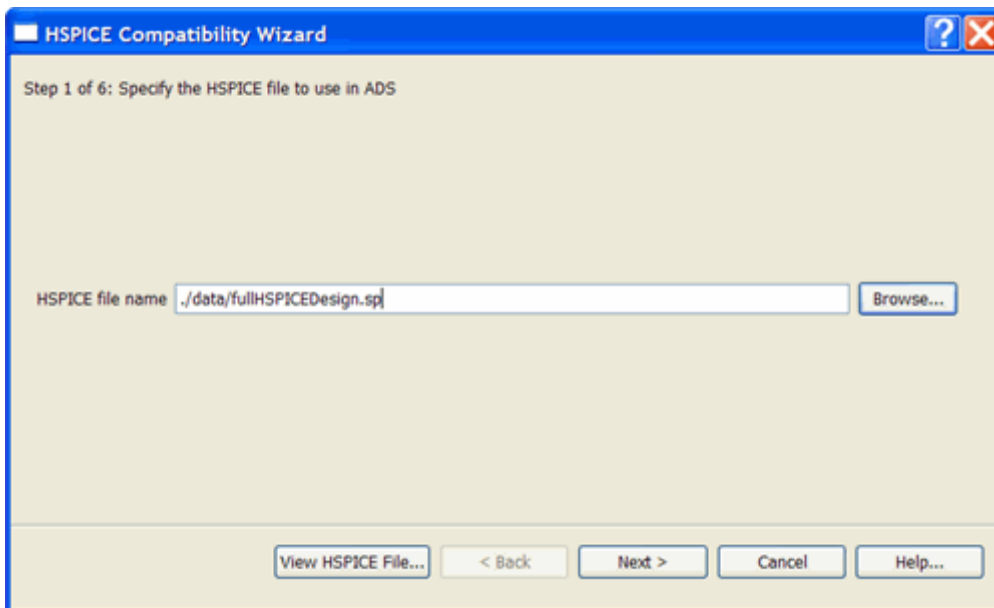 HSPICE Compatibility Wizard
Step 1 of 6: Specify the HSPICE file to use in ADS
HSPICE file name ./data/fullHSPICEDesign.sp Browse...
View HSPICE File... < Back Next > Cancel Help...